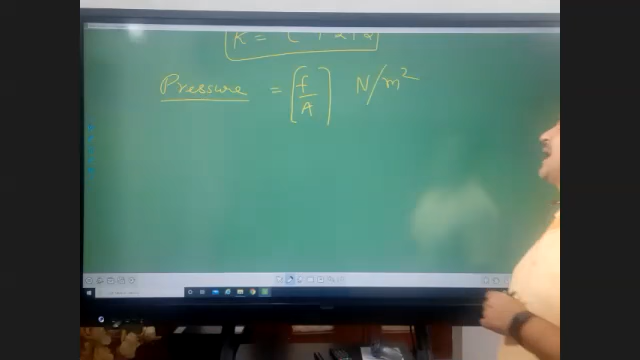 K =
Pressure = [f/A] N/m²